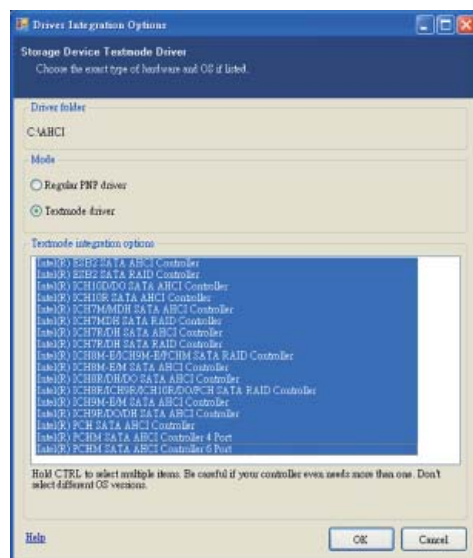 Driver Integration Options
Storage Device Textmode Driver
Choose the exact type of hardware and OS if listed.
Driver folder
C:\AHCI
Mode
Regular PNP driver
Textmode driver
Textmode integration options
Intel(R) ESB2 SATA AHCI Controller
Intel(R) ESB2 SATA RAID Controller
Intel(R) ICH10D/DO SATA AHCI Controller
Intel(R) ICH10R SATA AHCI Controller
Intel(R) ICH7M/MDH SATA AHCI Controller
Intel(R) ICH7MDH SATA RAID Controller
Intel(R) ICH7R/DH SATA AHCI Controller
Intel(R) ICH7R/DH SATA RAID Controller
Intel(R) ICH8M-E/ICH9M-E/PCHM SATA RAID Controller
Intel(R) ICH8M-E/M SATA AHCI Controller
Intel(R) ICH8R/DH/DO SATA AHCI Controller
Intel(R) ICH8R/ICH9R/ICH10R/DO/PCH SATA RAID Controller
Intel(R) ICH9M-E/M SATA AHCI Controller
Intel(R) ICH9R/DO/DH SATA AHCI Controller
Intel(R) PCH SATA AHCI Controller
Intel(R) PCHM SATA AHCI Controller 4 Port
Intel(R) PCHM SATA AHCI Controller 6 Port
Hold CTRL to select multiple items. Be careful if your controller even needs more than one. Don't
select different OS versions.
Help
OK
Cancel